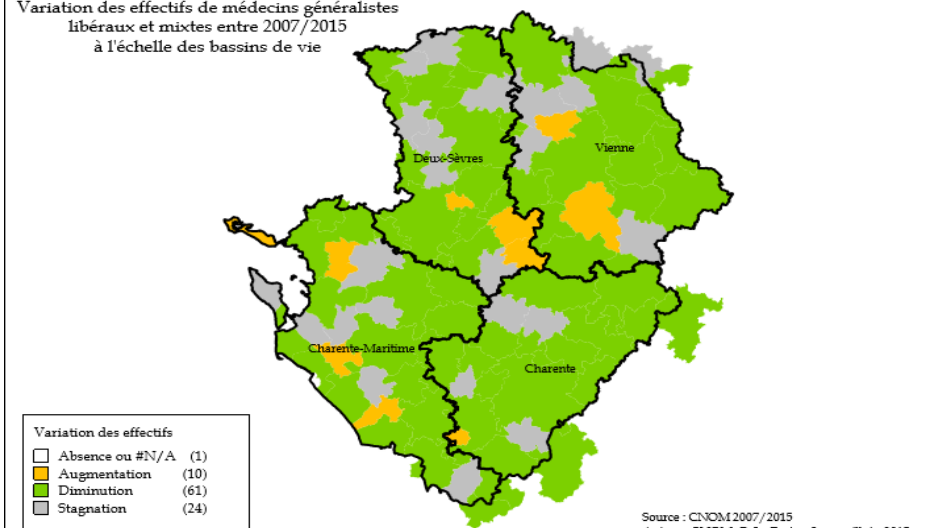 Variation des effectifs de médecins généralistes
libéraux et mixtes entre 2007/2015
à l'échelle des bassins de vie
Deux-Sèvres
Vienne
Charente-Maritime
Charente
Variation des effectifs
Absence ou #N/A (1)
Augmentation (10)
Diminution (61)
Stagnation (24)
Source : CNOM 2007/2015